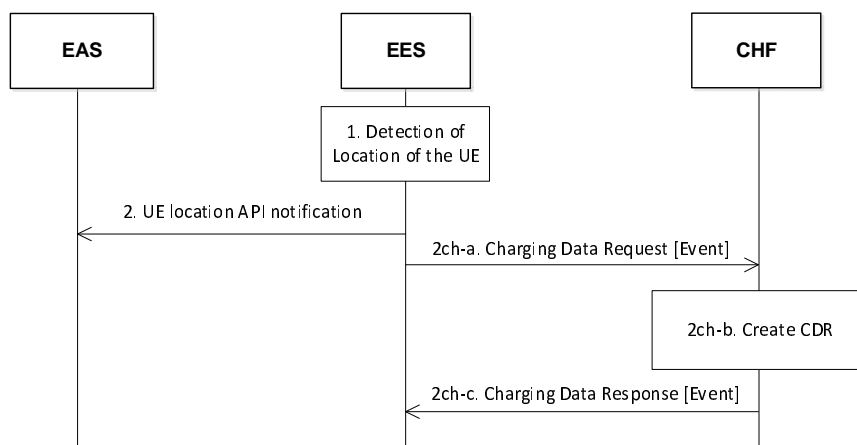 EAS
EES
CHF
1. Detection of
Location of the UE
2. UE location API notification
2ch-a. Charging Data Request [Event]
2ch-b. Create CDR
2ch-c. Charging Data Response [Event]